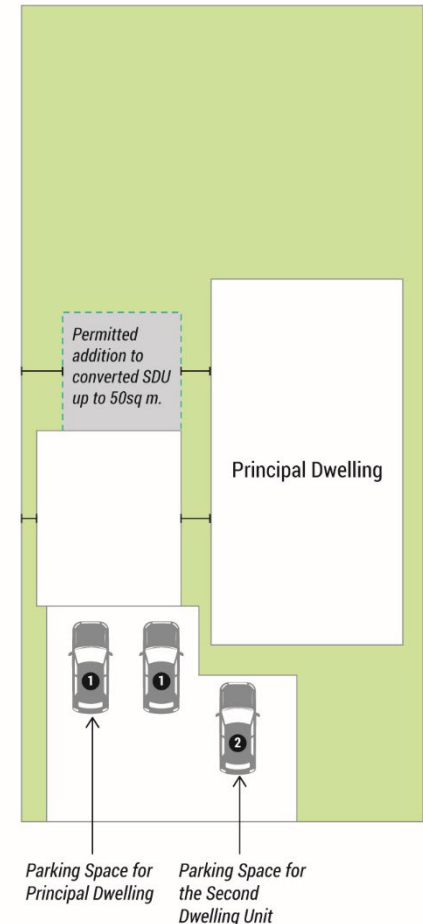 Permitted
addition to
converted SDU
up to 50sq m.
Principal Dwelling
1
1
2
Parking Space for
Principal Dwelling
Parking Space for
the Second
Dwelling Unit